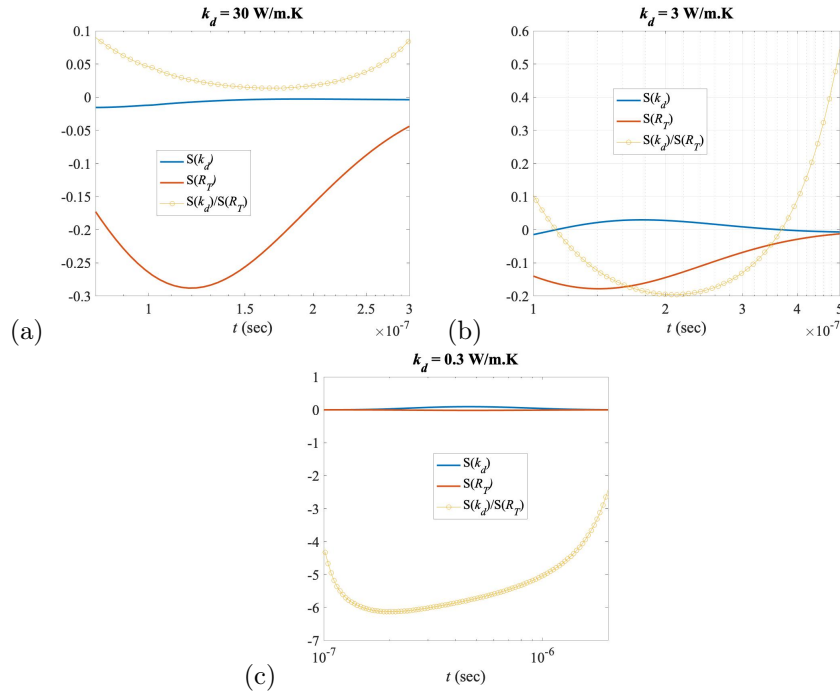 k_d = 30 W/m.K
0.1
0.05
0
-0.05
-0.1
-0.15
-0.2
-0.25
-0.3
S(k_d)
S(R_T)
S(k_d)/S(R_T)
1 1.5 2 2.5 3
t (sec) ×10⁻⁷
(a)
k_d = 3 W/m.K
0.6
0.5
0.4
0.3
0.2
0.1
0
-0.1
-0.2
S(k_d)
S(R_T)
S(k_d)/S(R_T)
1 2 3 4 5
t (sec) ×10⁻⁷
(b)
k_d = 0.3 W/m.K
1
0
-1
-2
-3
-4
-5
-6
-7
S(k_d)
S(R_T)
S(k_d)/S(R_T)
10⁻⁷ 10⁻⁶
t (sec)
(c)